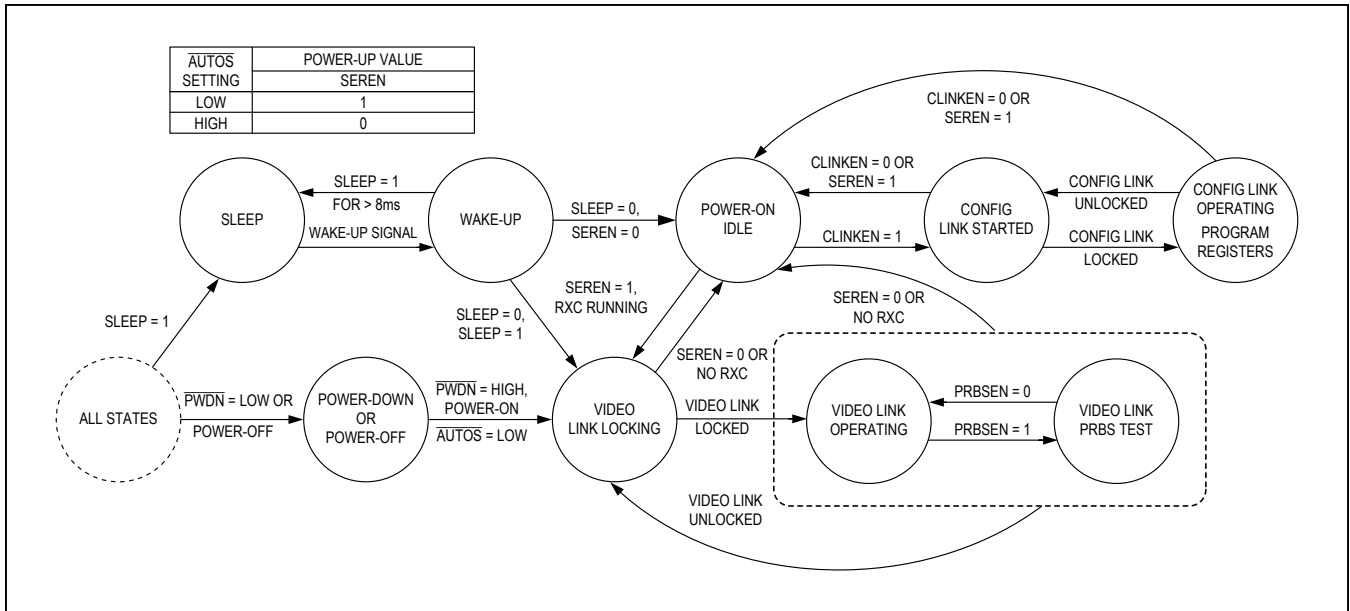 AUTOS
SETTING
POWER-UP VALUE
SEREN
LOW
1
HIGH
0
CLINKEN = 0 OR
SEREN = 1
SLEEP = 1
FOR > 8ms
SLEEP
WAKE-UP
WAKE-UP SIGNAL
SLEEP = 0,
SEREN = 0
POWER-ON
IDLE
CLINKEN = 0 OR
SEREN = 1
CLINKEN = 1
CONFIG
LINK STARTED
CONFIG LINK
UNLOCKED
CONFIG LINK
LOCKED
CONFIG LINK
OPERATING
PROGRAM
REGISTERS
SLEEP = 1
SLEEP = 0,
SLEEP = 1
SEREN = 1,
RXC RUNNING
SEREN = 0 OR
NO RXC
SEREN = 0 OR
NO RXC
ALL STATES
PWDN = LOW OR
POWER-OFF
POWER-DOWN
OR
POWER-OFF
PWDN = HIGH,
POWER-ON
AUTOS = LOW
VIDEO
LINK LOCKING
VIDEO LINK
LOCKED
VIDEO LINK
OPERATING
PRBSEN = 0
PRBSEN = 1
VIDEO LINK
PRBS TEST
VIDEO LINK
UNLOCKED